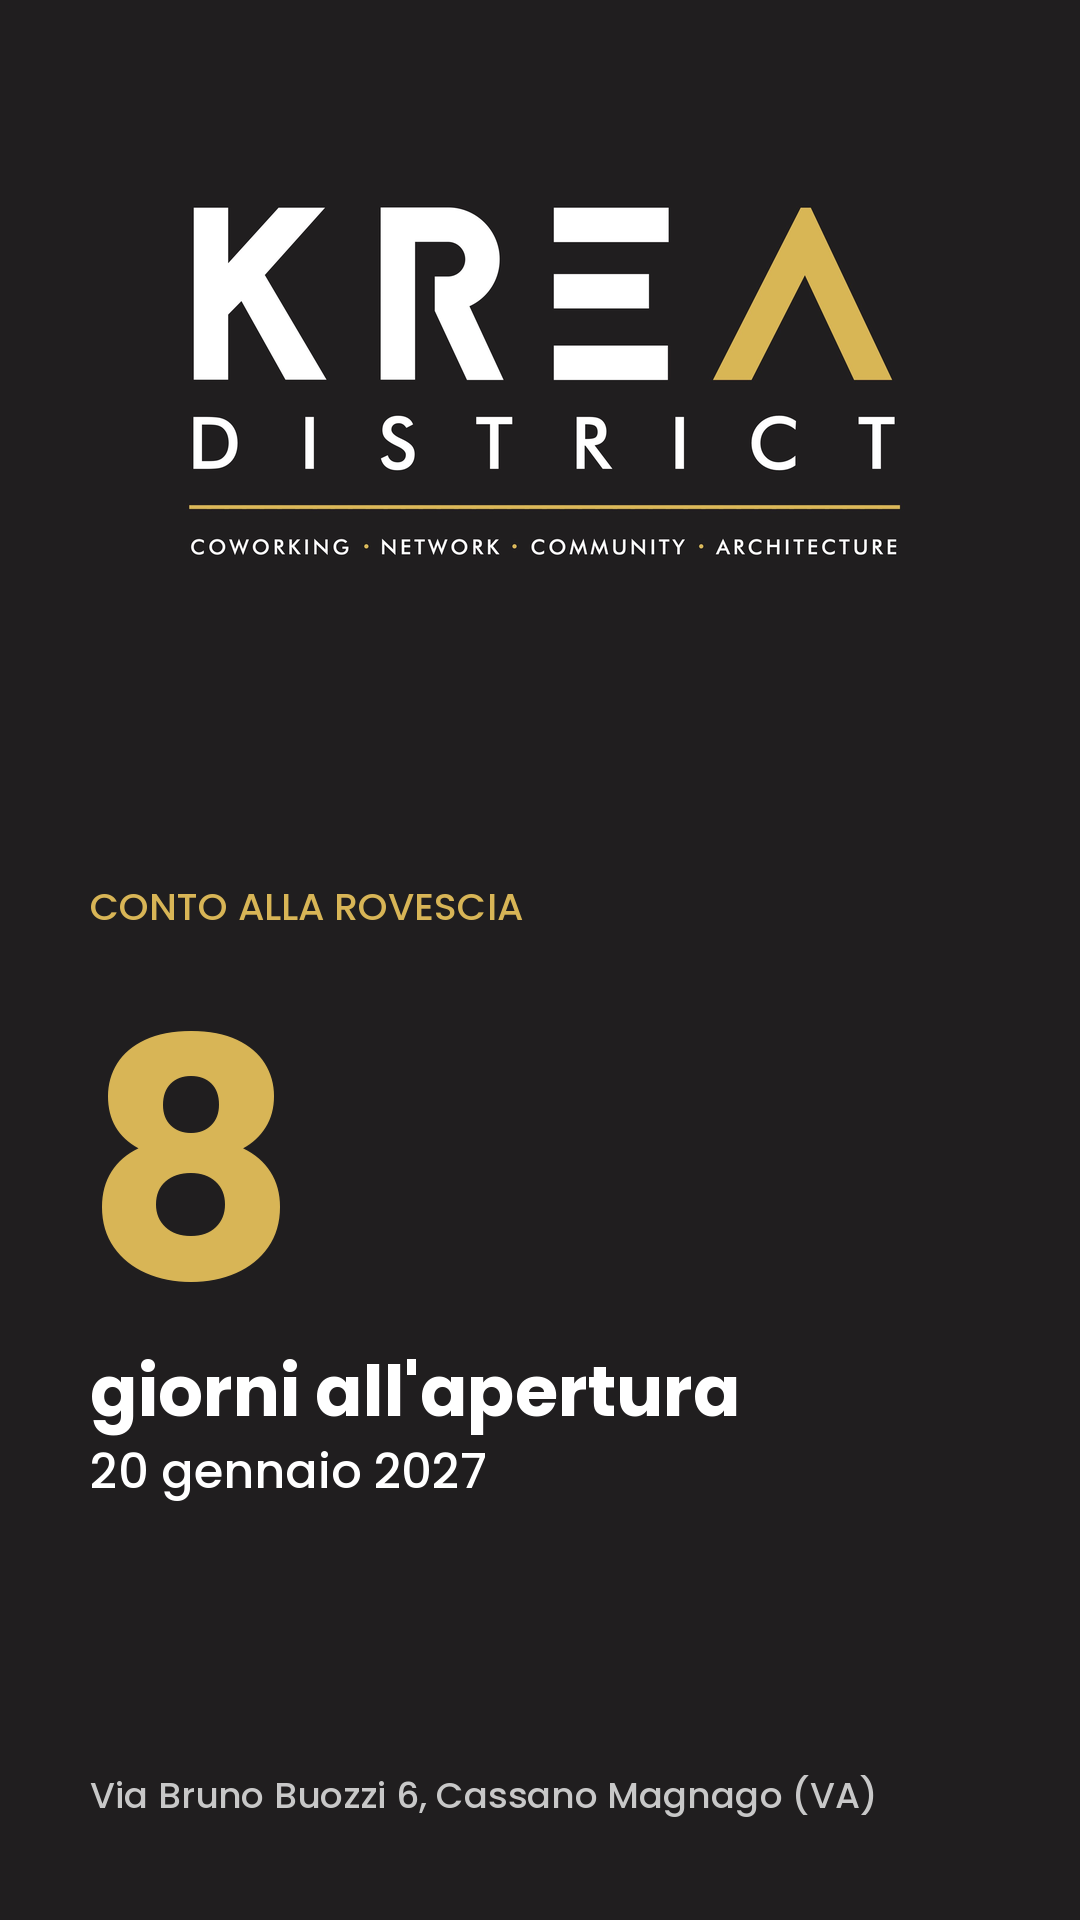 KREA
DISTRICT
COWORKING · NETWORK · COMMUNITY · ARCHITECTURE
CONTO ALLA ROVESCIA
8
giorni all'apertura
20 gennaio 2027
Via Bruno Buozzi 6, Cassano Magnago (VA)